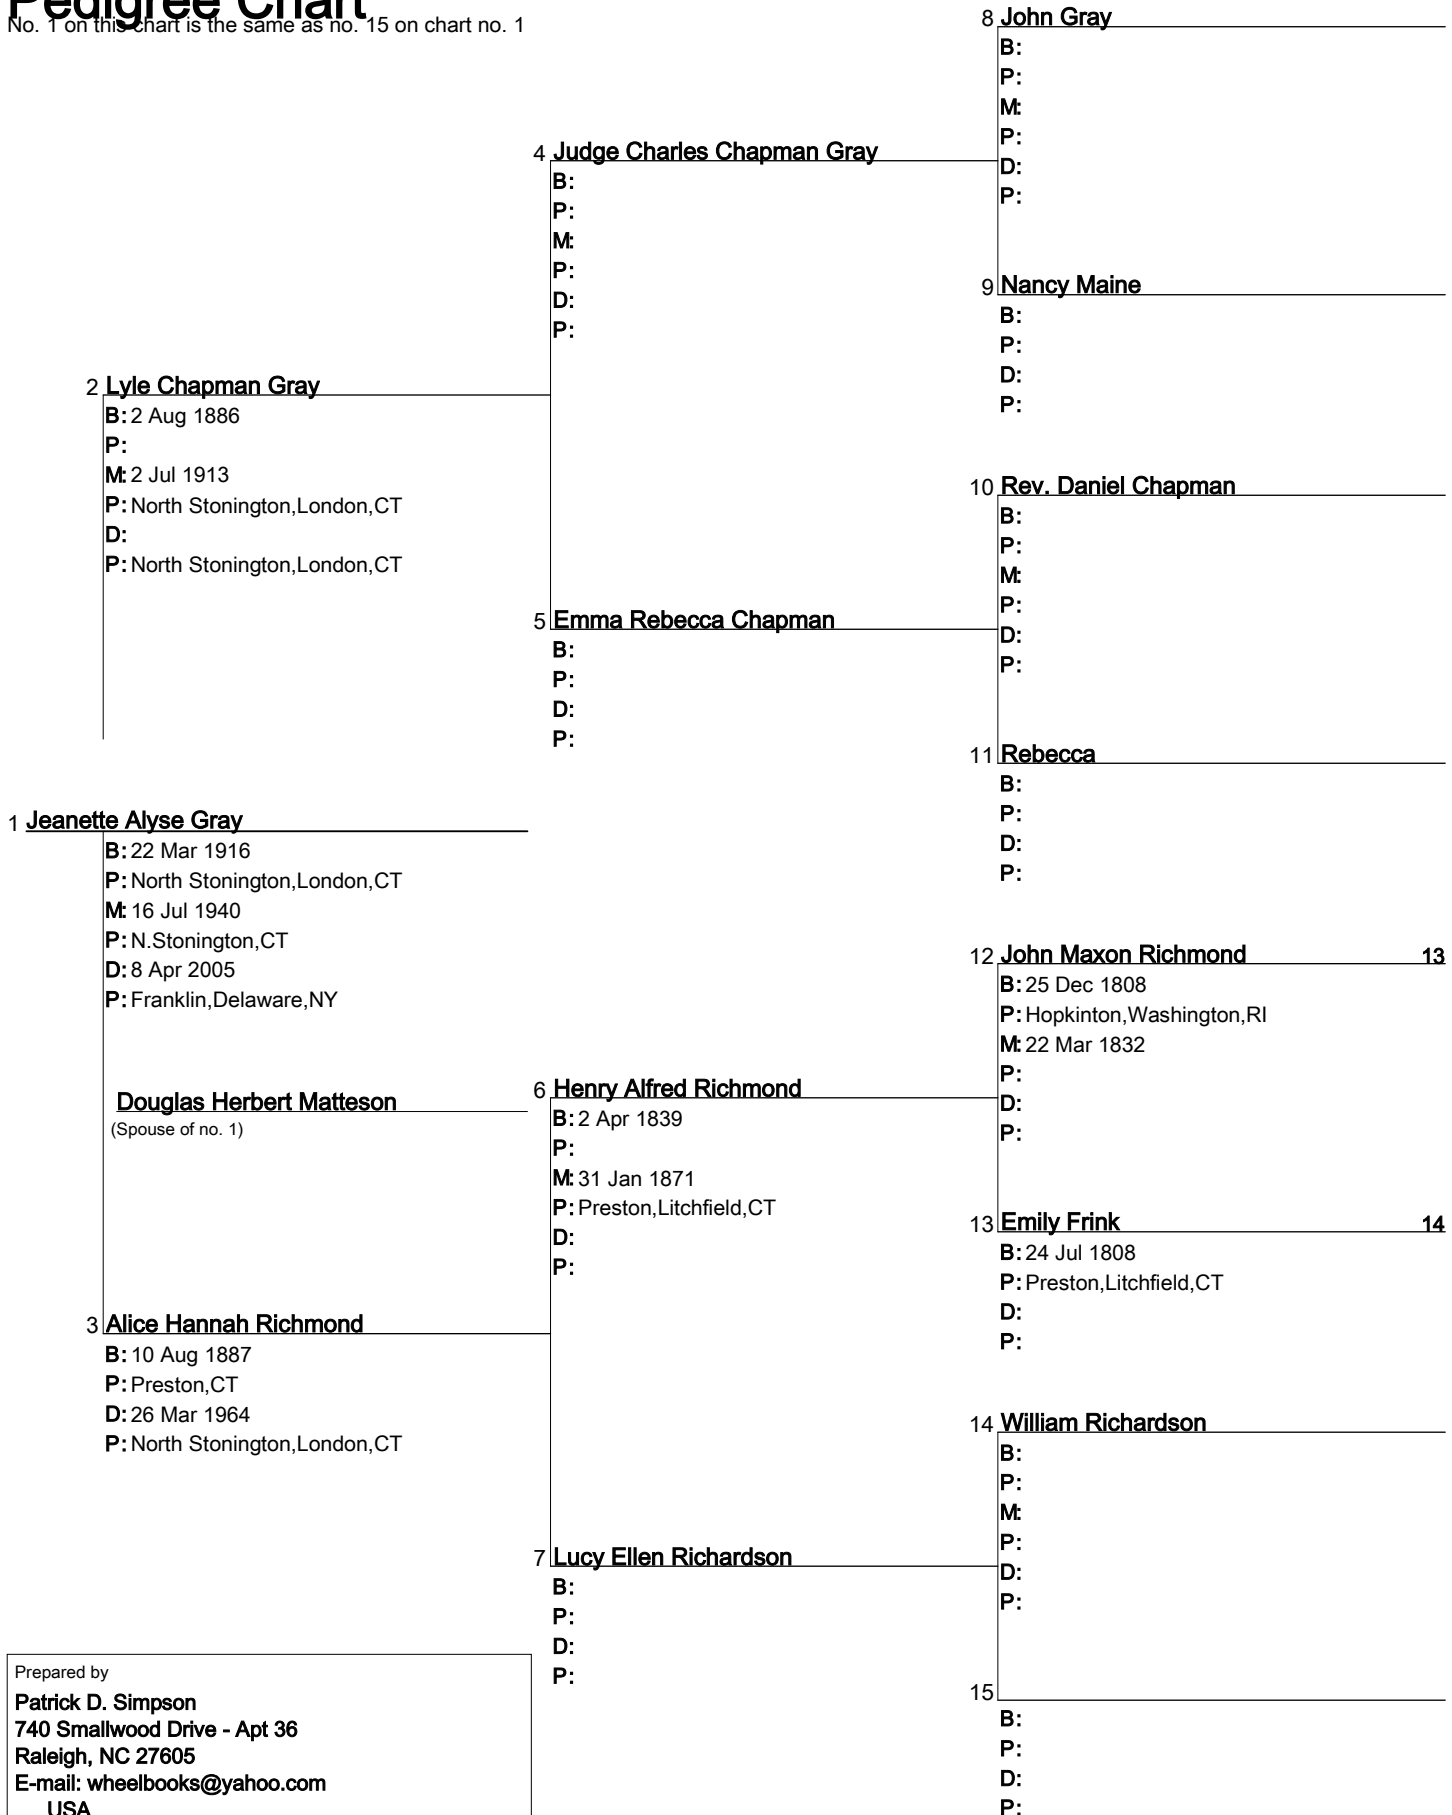 Pedigree Chart
No. 1 on this chart is the same as no. 15 on chart no. 1
8 John Gray
B:
P:
M:
P:
D:
P:
4 Judge Charles Chapman Gray
B:
P:
M:
P:
D:
P:
9 Nancy Maine
B:
P:
D:
P:
2 Lyle Chapman Gray
B: 2 Aug 1886
P:
M: 2 Jul 1913
P: North Stonington,London,CT
D:
P: North Stonington,London,CT
10 Rev. Daniel Chapman
B:
P:
M:
P:
D:
P:
5 Emma Rebecca Chapman
B:
P:
D:
P:
11 Rebecca
B:
P:
D:
P:
1 Jeanette Alyse Gray
B: 22 Mar 1916
P: North Stonington,London,CT
M: 16 Jul 1940
P: N.Stonington,CT
D: 8 Apr 2005
P: Franklin,Delaware,NY
Douglas Herbert Matteson
(Spouse of no. 1)
12 John Maxon Richmond 13
B: 25 Dec 1808
P: Hopkinton,Washington,RI
M: 22 Mar 1832
P:
D:
P:
6 Henry Alfred Richmond
B: 2 Apr 1839
P:
M: 31 Jan 1871
P: Preston,Litchfield,CT
D:
P:
13 Emily Frink 14
B: 24 Jul 1808
P: Preston,Litchfield,CT
D:
P:
3 Alice Hannah Richmond
B: 10 Aug 1887
P: Preston,CT
D: 26 Mar 1964
P: North Stonington,London,CT
14 William Richardson
B:
P:
M:
P:
D:
P:
7 Lucy Ellen Richardson
B:
P:
D:
P:
15
B:
P:
D:
P:
Prepared by
Patrick D. Simpson
740 Smallwood Drive - Apt 36
Raleigh, NC 27605
E-mail: wheelbooks@yahoo.com
USA